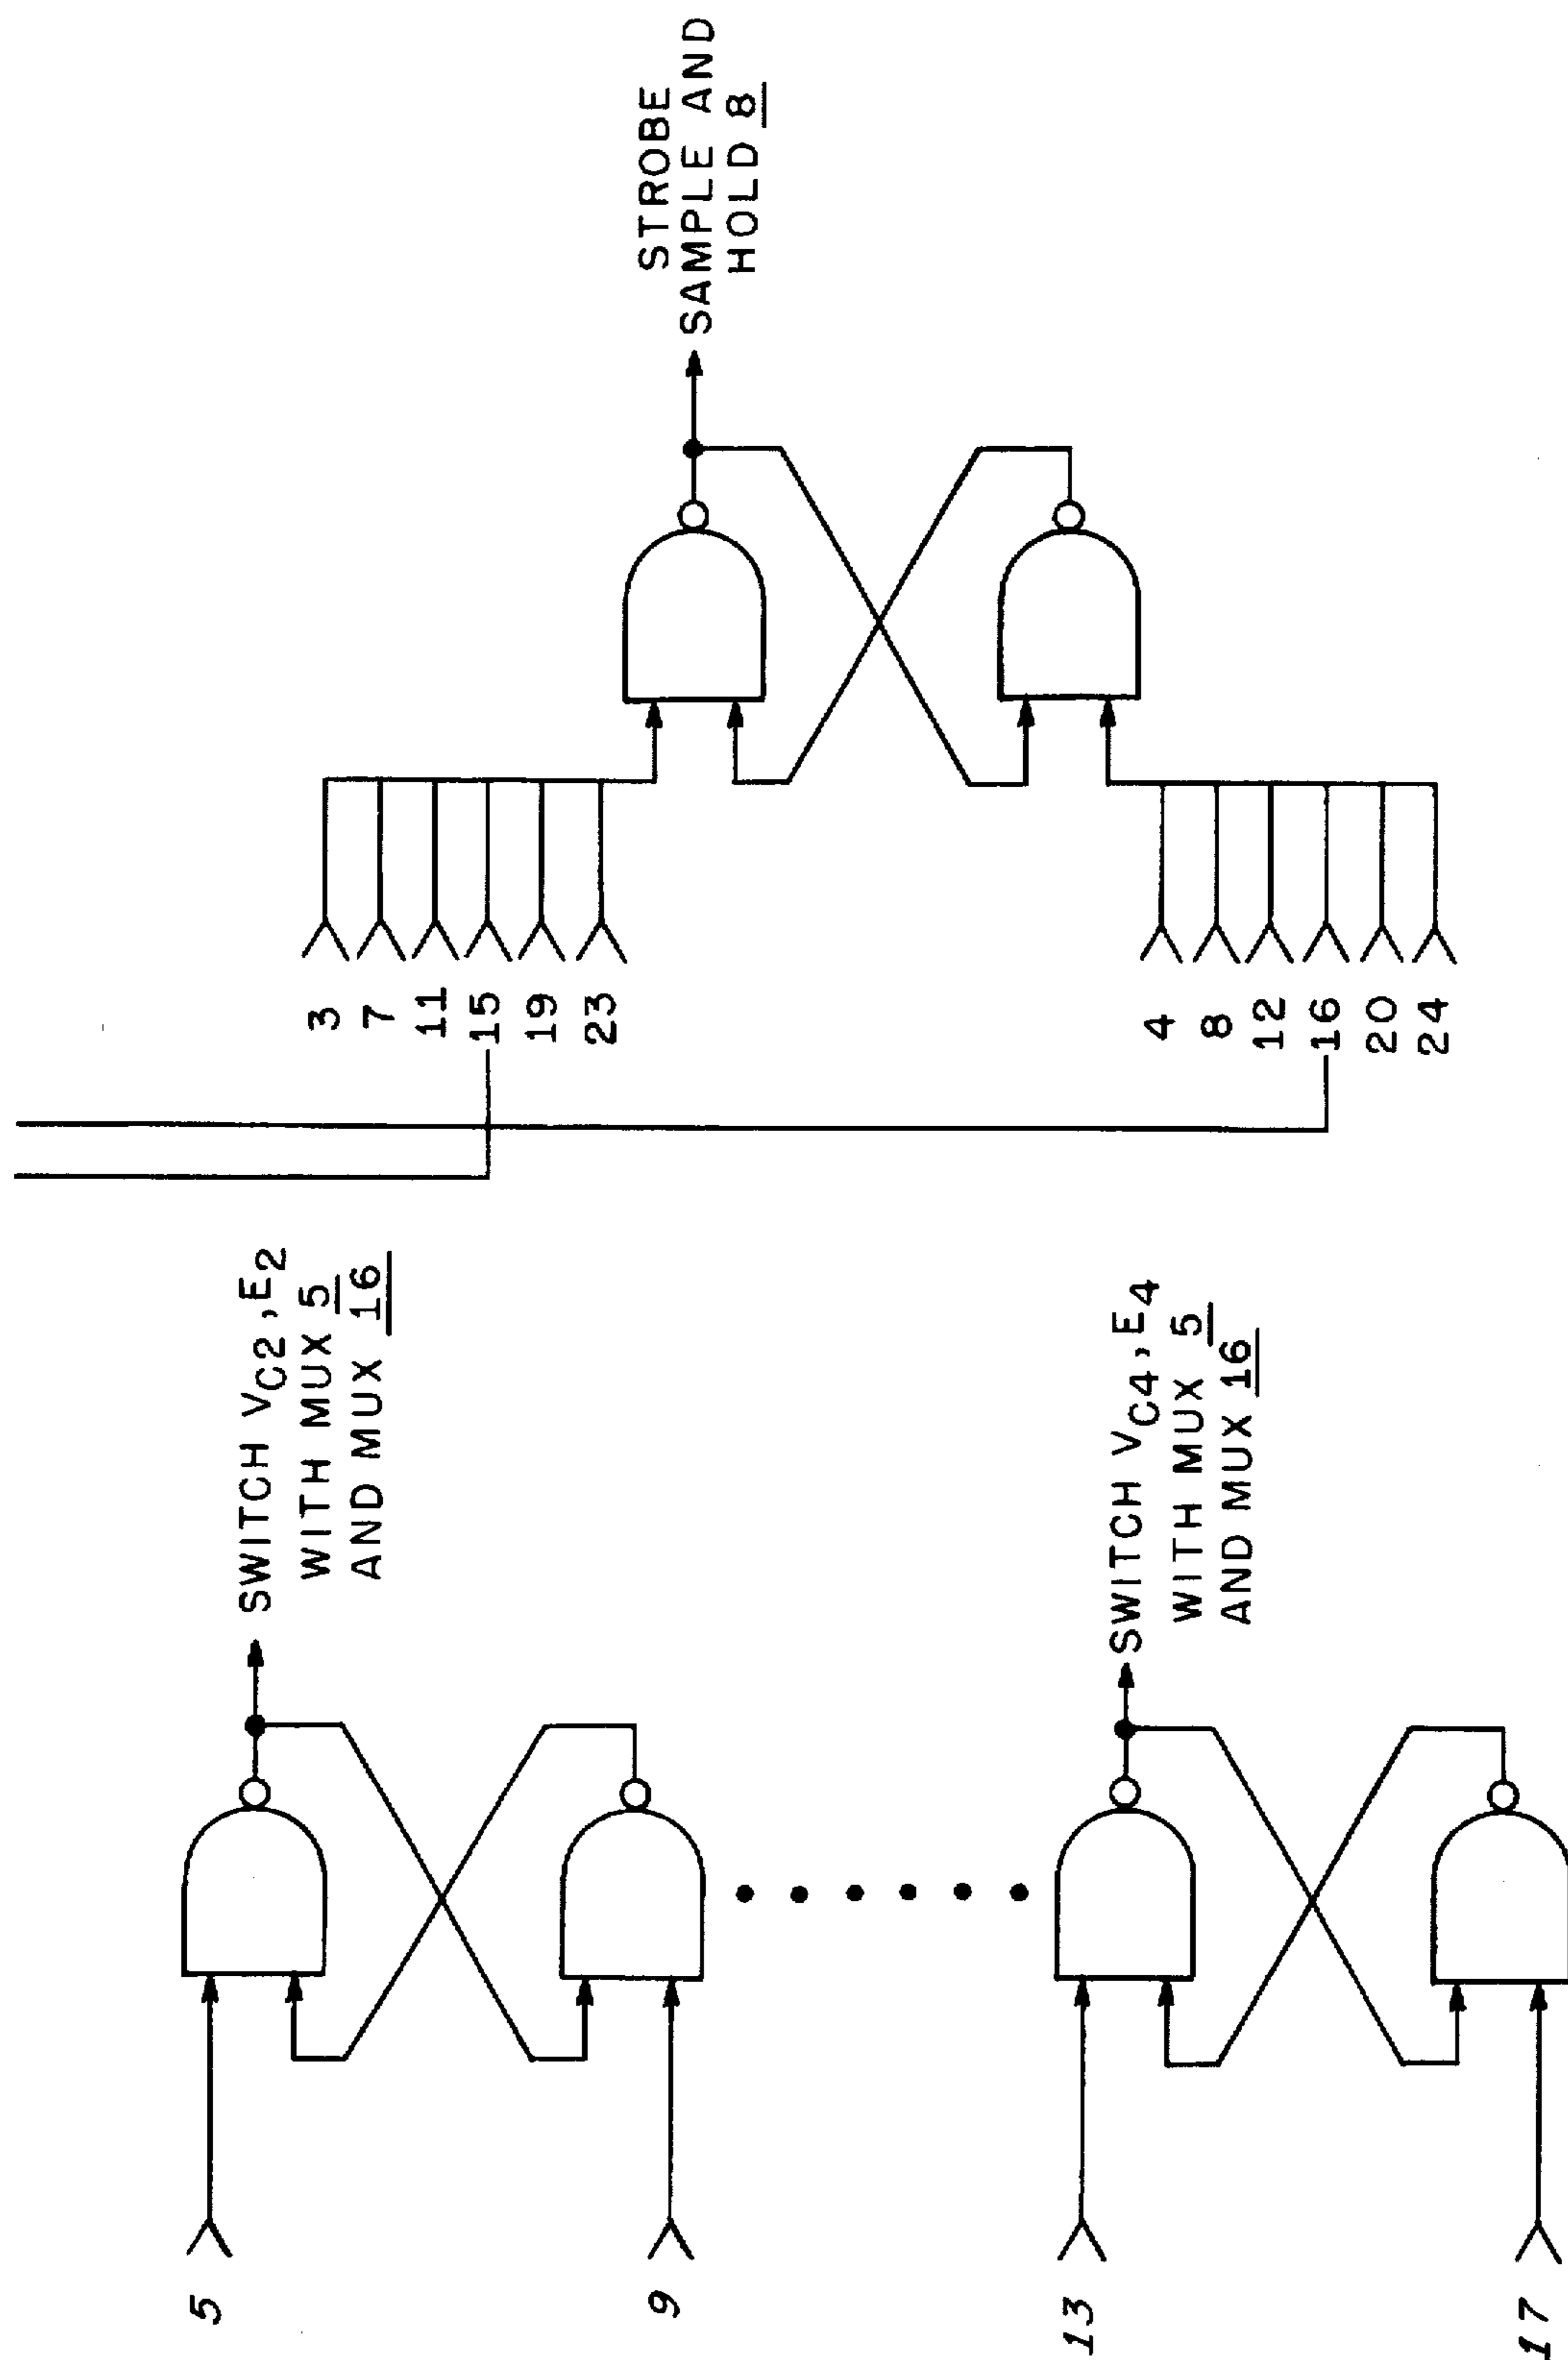 5
9
13
17
SWITCH VC2,E2
WITH MUX 5
AND MUX 16
SWITCH VC4,E4
WITH MUX 5
AND MUX 16
3
7
11
15
19
23
4
8
12
16
20
24
STROBE
SAMPLE AND
HOLD 8